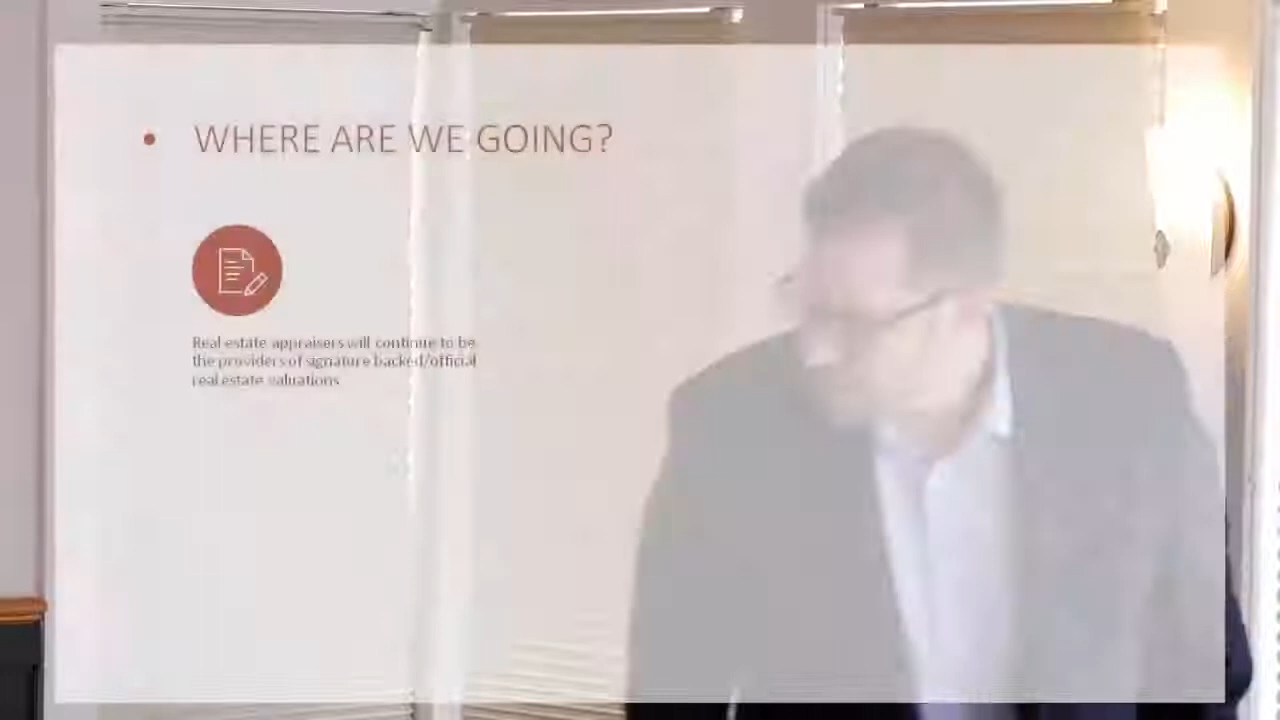 • WHERE ARE WE GOING?
Real estate appraisers will continue to be
the providers of signature backed/official
real estate valuations